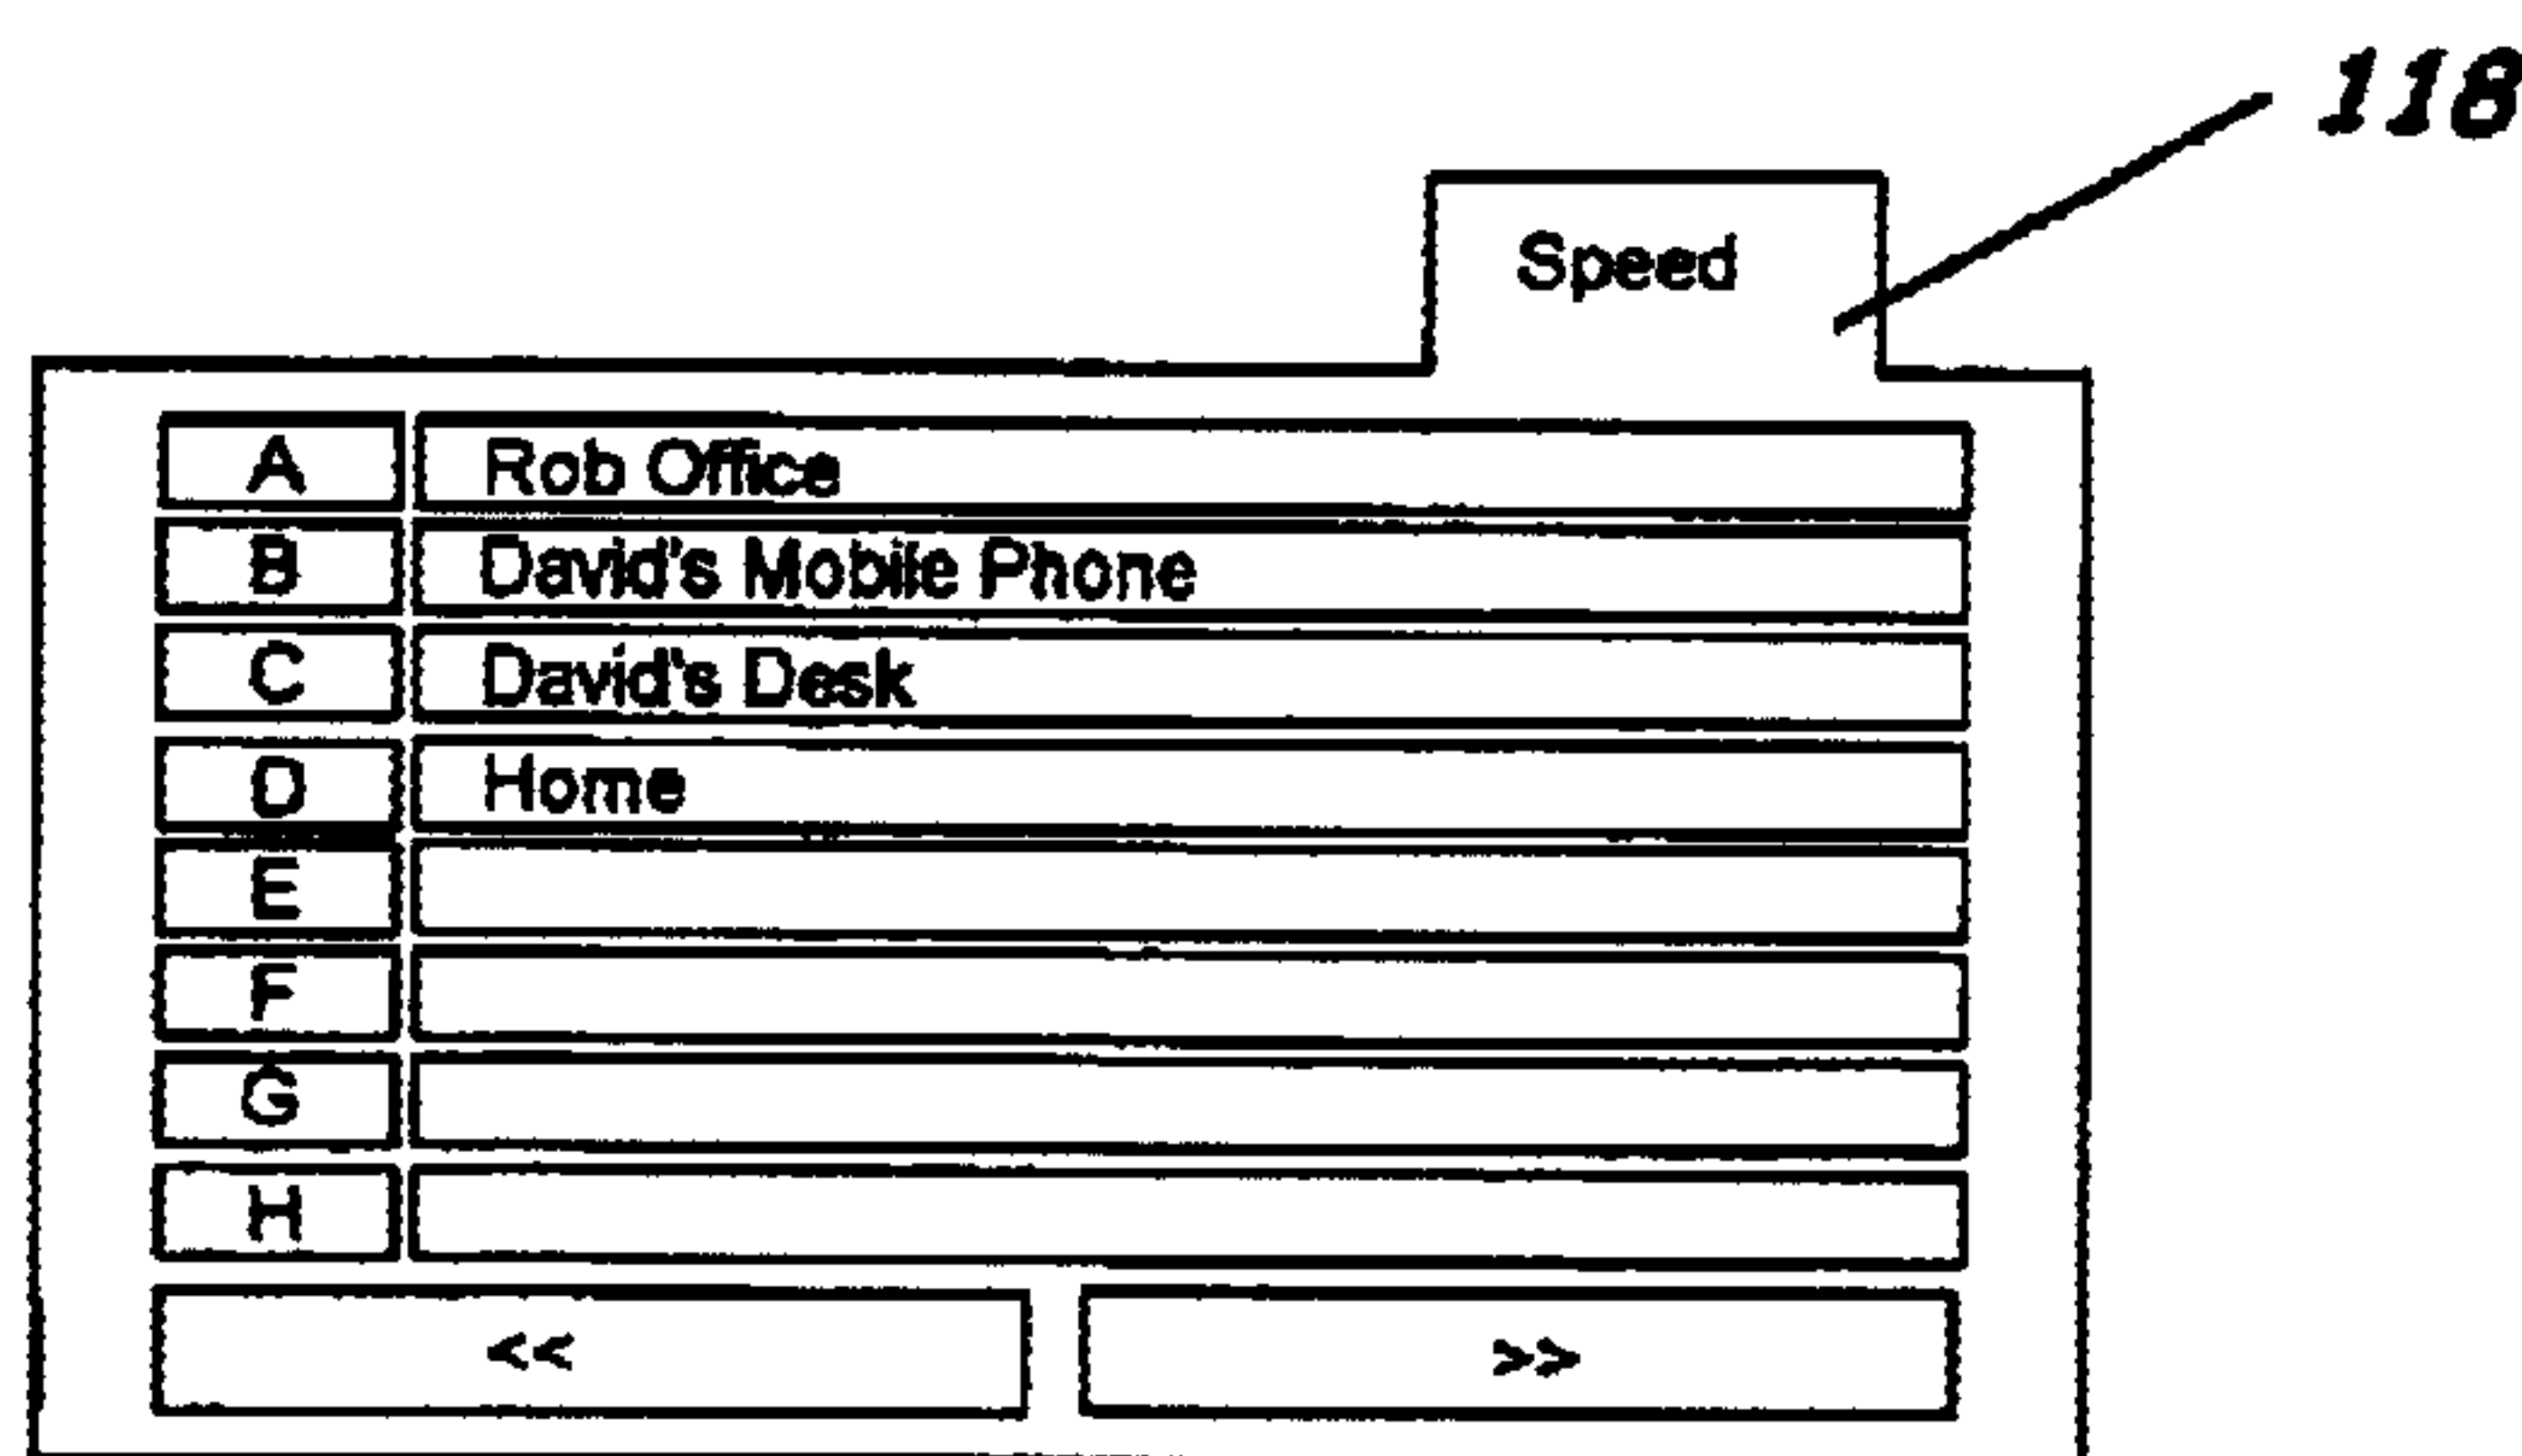 118
Speed
A Rob Office
B David's Mobile Phone
C David's Desk
D Home
E
F
G
H
<< >>